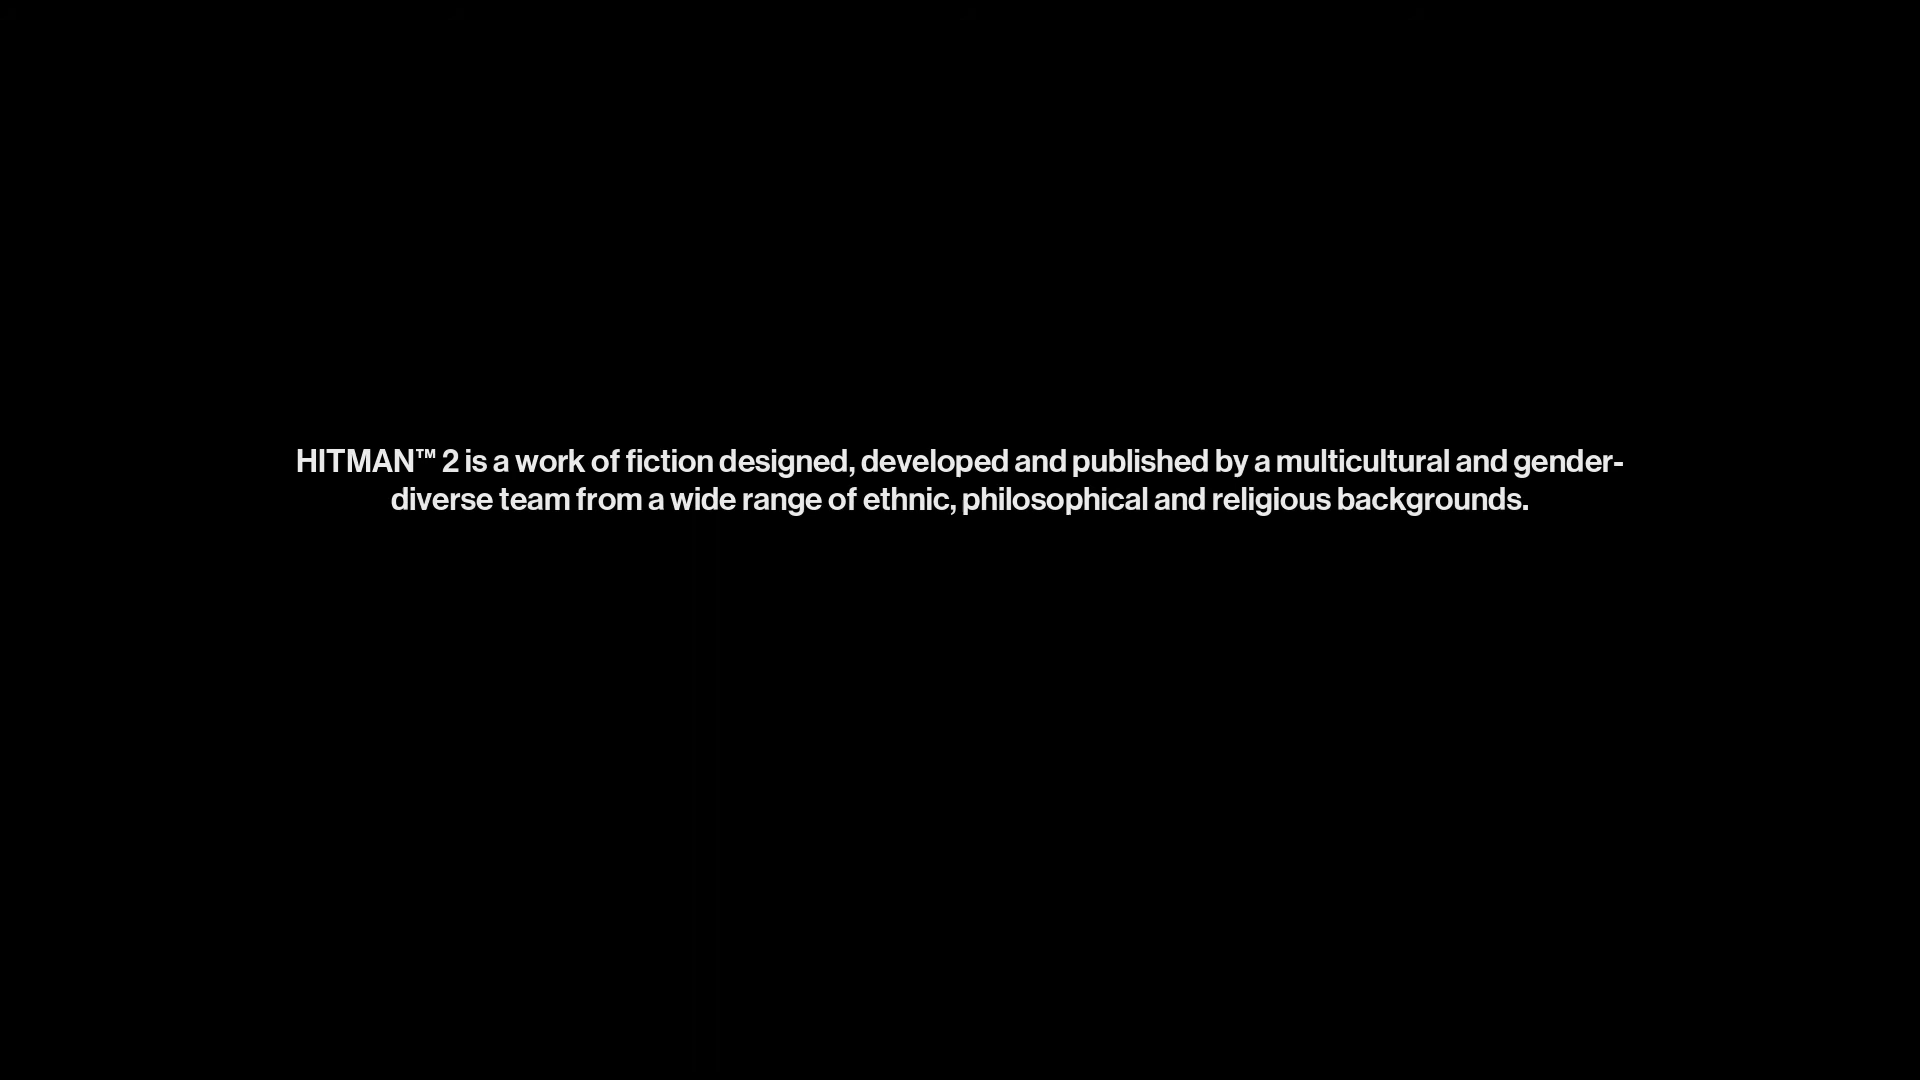 HITMAN™ 2 is a work of fiction designed, developed and published by a multicultural and gender-
diverse team from a wide range of ethnic, philosophical and religious backgrounds.